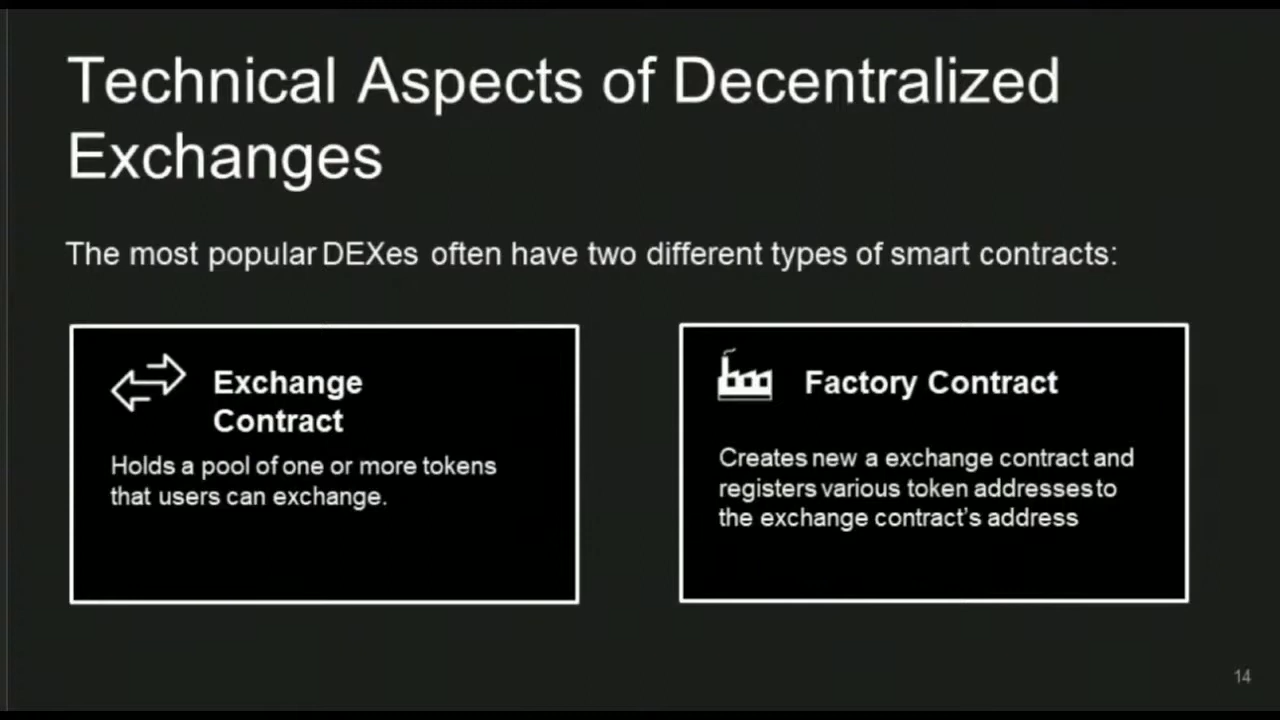 Technical Aspects of Decentralized
Exchanges
The most popular DEXes often have two different types of smart contracts:
Exchange
Contract
Holds a pool of one or more tokens
that users can exchange.
Factory Contract
Creates new a exchange contract and
registers various token addresses to
the exchange contract's address
14